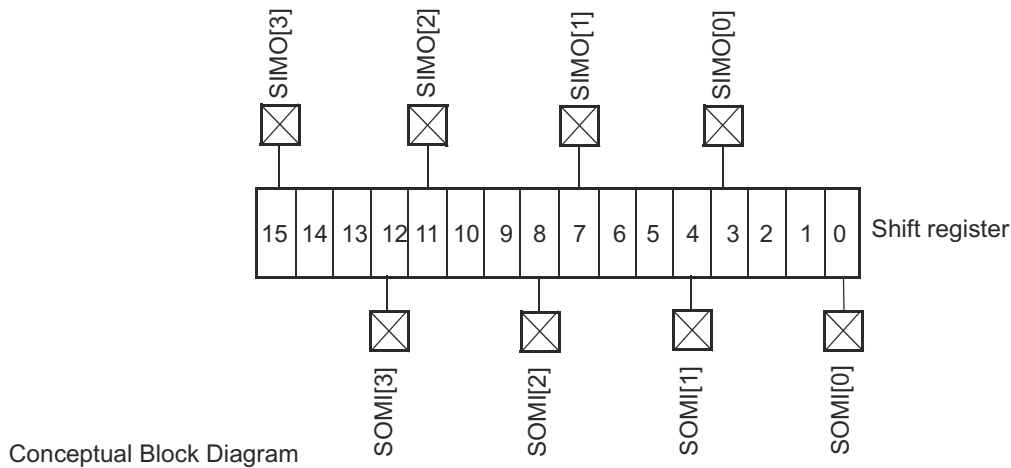 SIMO[3] SIMO[2] SIMO[1] SIMO[0]
15 14 13 12 11 10 9 8 7 6 5 4 3 2 1 0 Shift register
SOMI[3] SOMI[2] SOMI[1] SOMI[0]
Conceptual Block Diagram